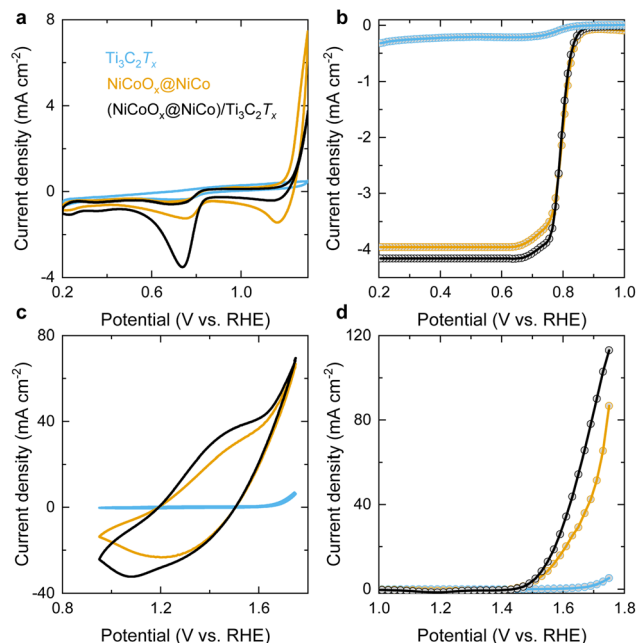 a
8
4
0
-4
Current density (mA cm⁻²)
Ti₃C₂Tₓ
NiCoOₓ@NiCo
(NiCoOₓ@NiCo)/Ti₃C₂Tₓ
0.2 0.6 1.0
Potential (V vs. RHE)
b
0
-1
-2
-3
-4
Current density (mA cm⁻²)
0.2 0.4 0.6 0.8 1.0
Potential (V vs. RHE)
c
80
40
0
-40
Current density (mA cm⁻²)
0.8 1.2 1.6
Potential (V vs. RHE)
d
120
80
40
0
Current density (mA cm⁻²)
1.0 1.2 1.4 1.6 1.8
Potential (V vs. RHE)